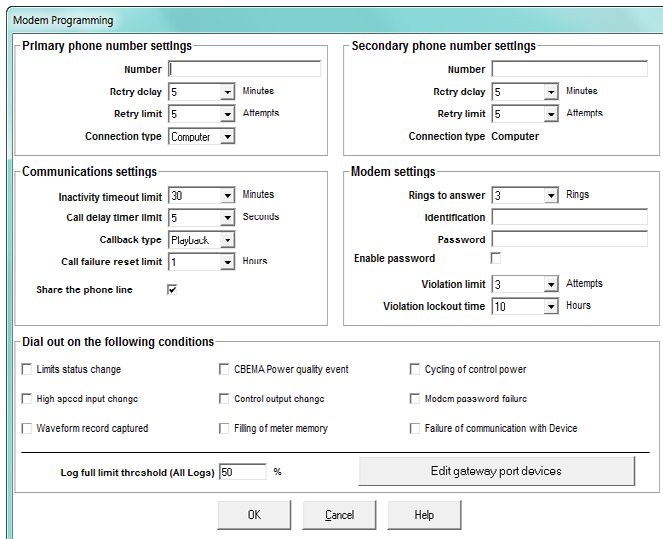 Modem Programming
Primary phone number settings
Number
Retry delay 5 Minutes
Retry limit 5 Attempts
Connection type Computer
Secondary phone number settings
Number
Retry delay 5 Minutes
Retry limit 5 Attempts
Connection type Computer
Communications settings
Inactivity timeout limit 30 Minutes
Call delay timer limit 5 Seconds
Callback type Playback
Call failure reset limit 1 Hours
Share the phone line
Modem settings
Rings to answer 3 Rings
Identification
Password
Enable password
Violation limit 3 Attempts
Violation lockout time 10 Hours
Dial out on the following conditions
Limits status change CBEMA Power quality event Cycling of control power
High speed input change Control output change Modem password failure
Waveform record captured Filling of meter memory Failure of communication with Device
Log full limit threshold (All Logs) 50 % Edit gateway port devices
OK Cancel Help